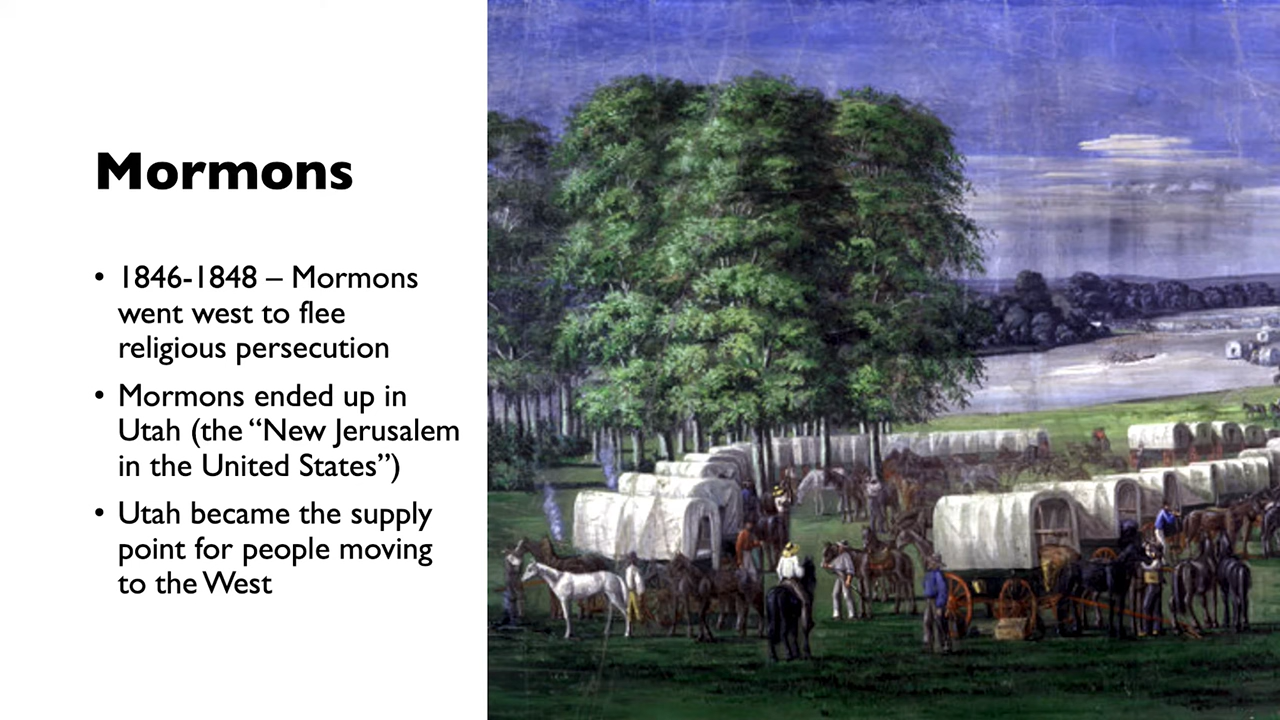 Mormons
• 1846-1848 – Mormons
went west to flee
religious persecution
• Mormons ended up in
Utah (the “New Jerusalem
in the United States”)
• Utah became the supply
point for people moving
to the West